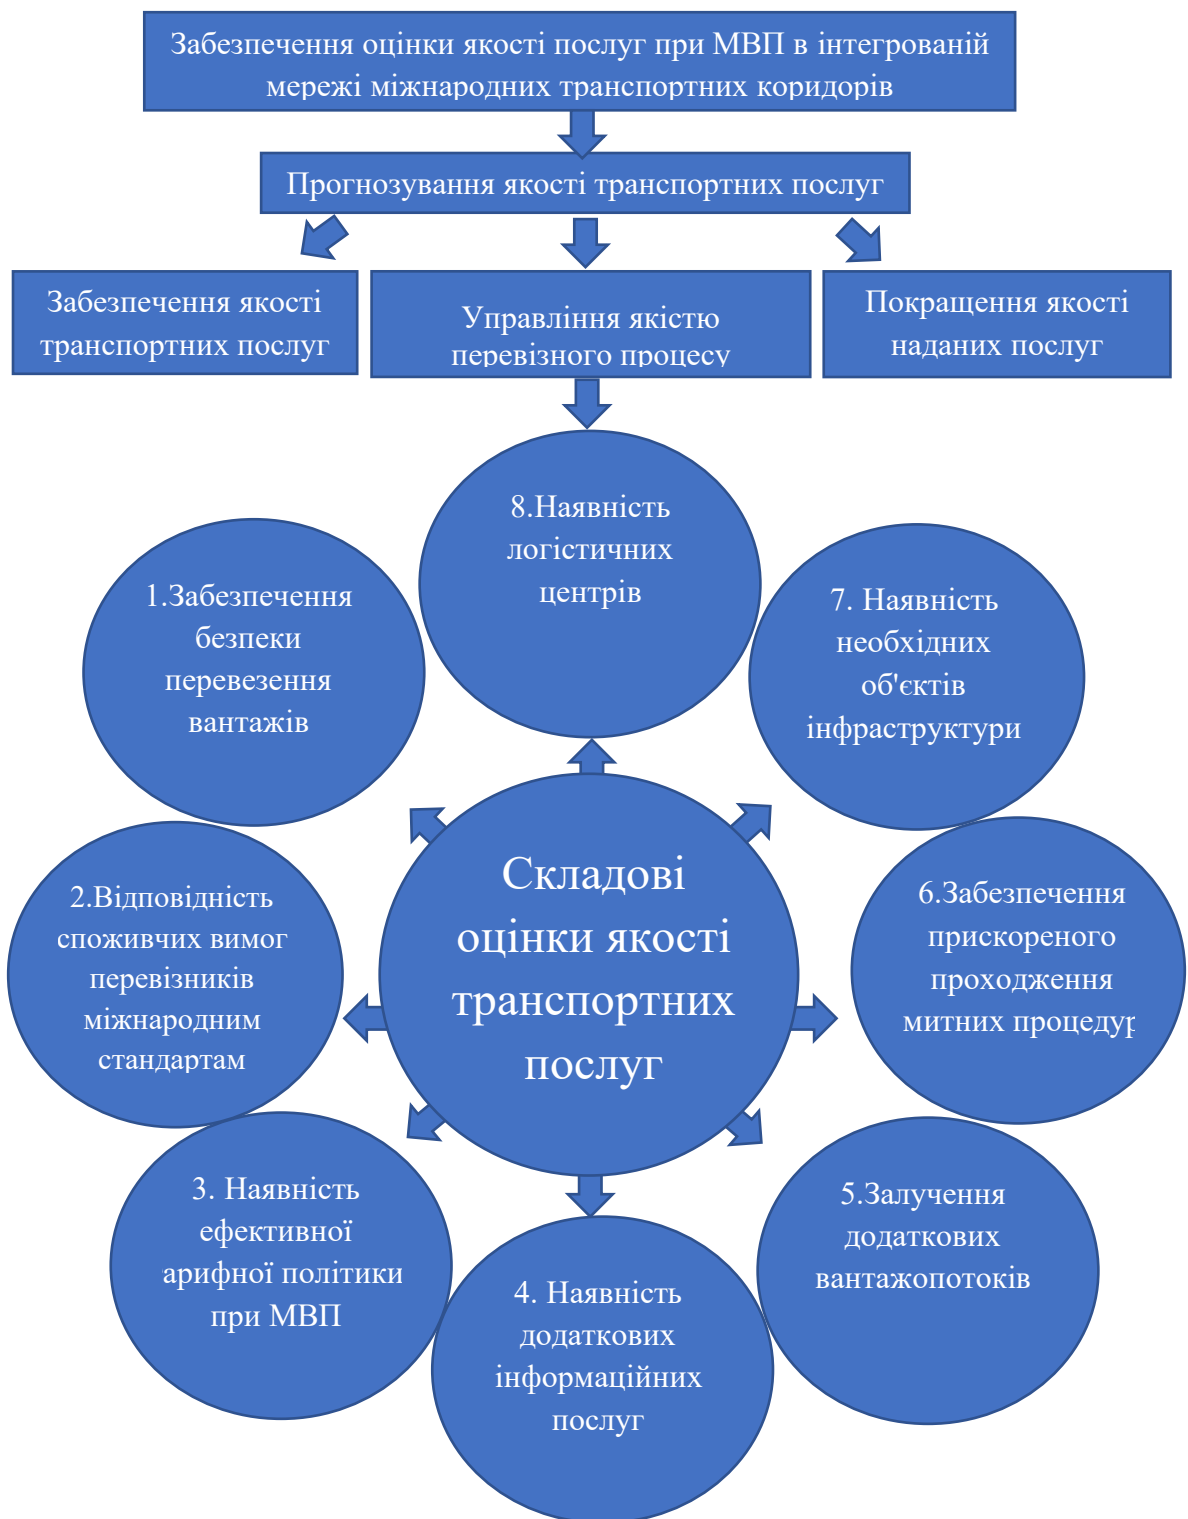 Забезпечення оцінки якості послуг при МВП в інтегрованій
мережі міжнародних транспортних коридорів
Прогнозування якості транспортних послуг
Забезпечення якості
транспортних послуг
Управління якістю
перевізного процесу
Покращення якості
наданих послуг
8.Наявність
логістичних
центрів
1.Забезпечення
безпеки
перевезення
вантажів
7. Наявність
необхідних
об'єктів
інфраструктури
Складові
оцінки якості
транспортних
послуг
2.Відповідність
споживчих вимог
перевізників
міжнародним
стандартам
6.Забезпечення
прискореного
проходження
митних процедур
3. Наявність
ефективної
арифної політики
при МВП
4. Наявність
додаткових
інформаційних
послуг
5.Залучення
додаткових
вантажопотоків